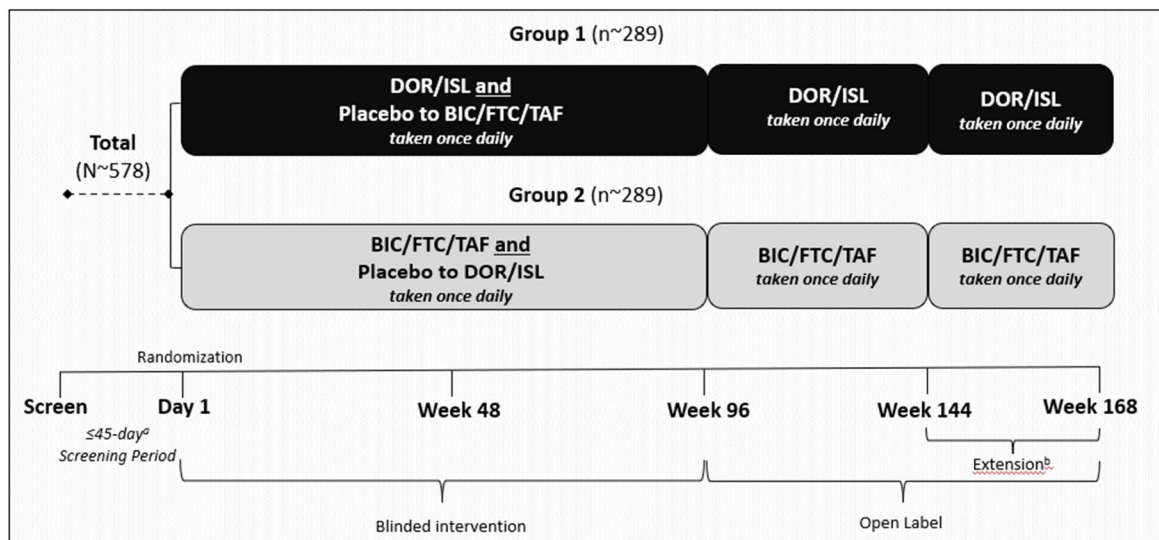 Group 1 (n~289)
DOR/ISL and
Placebo to BIC/FTC/TAF
taken once daily
DOR/ISL
taken once daily
DOR/ISL
taken once daily
Total
(N~578)
Group 2 (n~289)
BIC/FTC/TAF and
Placebo to DOR/ISL
taken once daily
BIC/FTC/TAF
taken once daily
BIC/FTC/TAF
taken once daily
Randomization
Screen
Day 1
Week 48
Week 96
Week 144
Week 168
≤45-dayᵃ
Screening Period
Extensionᵇ
Blinded intervention
Open Label